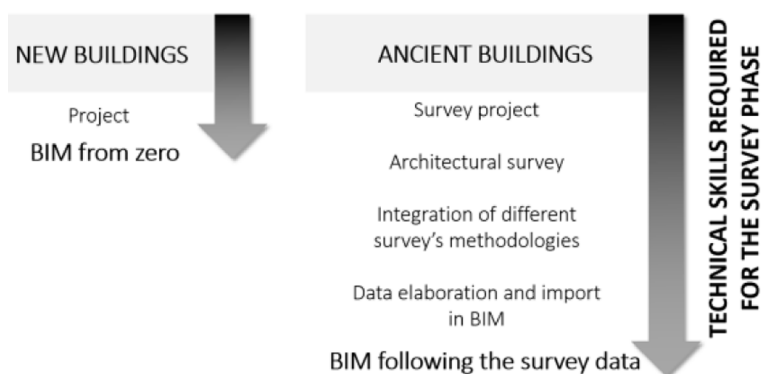 NEW BUILDINGS
Project
BIM from zero
ANCIENT BUILDINGS
Survey project
Architectural survey
Integration of different
survey's methodologies
Data elaboration and import
in BIM
BIM following the survey data
TECHNICAL SKILLS REQUIRED
FOR THE SURVEY PHASE